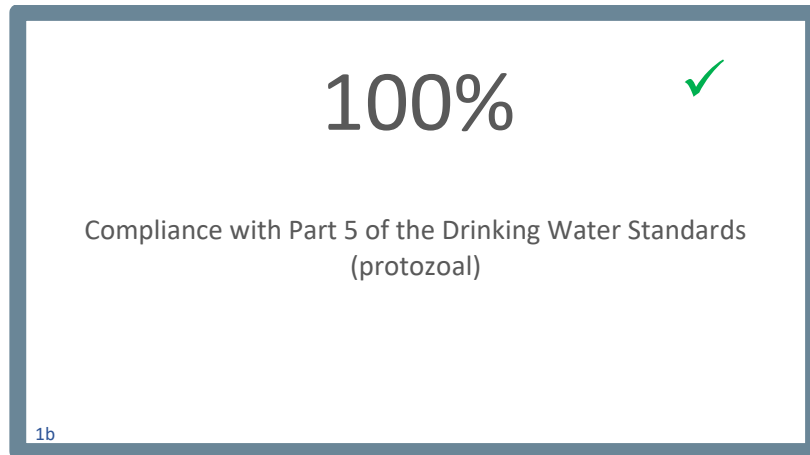 100%
Compliance with Part 5 of the Drinking Water Standards
(protozoal)
1b